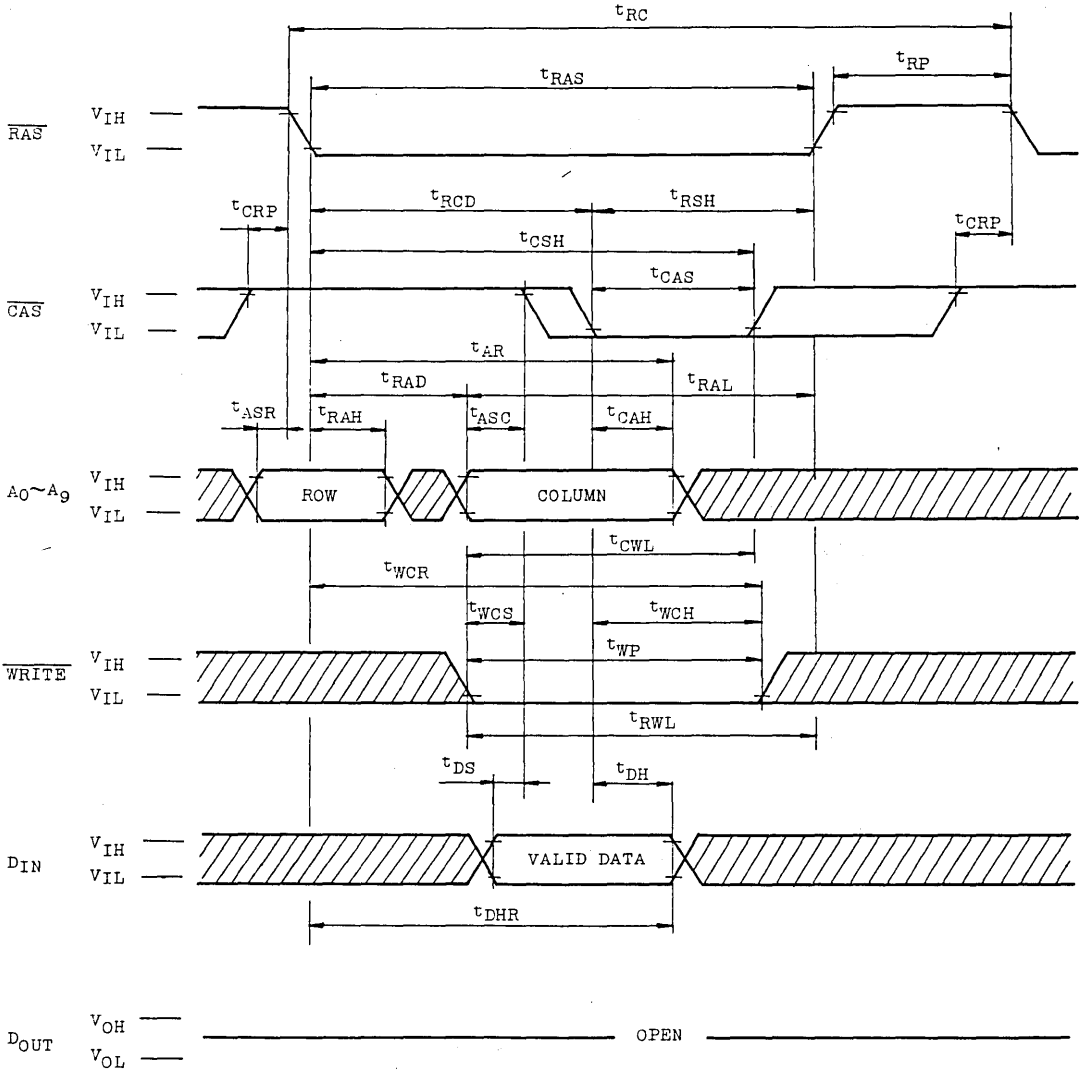 tRC
tRAS
tRP
RAS
VIH
VIL
tRCD
tRSH
tCRP
tCRP
tCSH
tCAS
CAS
VIH
VIL
tAR
tRAD
tRAL
tASR
tRAH
tASC
tCAH
A0~A9
VIH
VIL
ROW
COLUMN
tCWL
tWCR
tWCS
tWCH
tWP
WRITE
VIH
VIL
tRWL
tDS
tDH
DIN
VIH
VIL
VALID DATA
tDHR
DOUT
VOH
VOL
OPEN